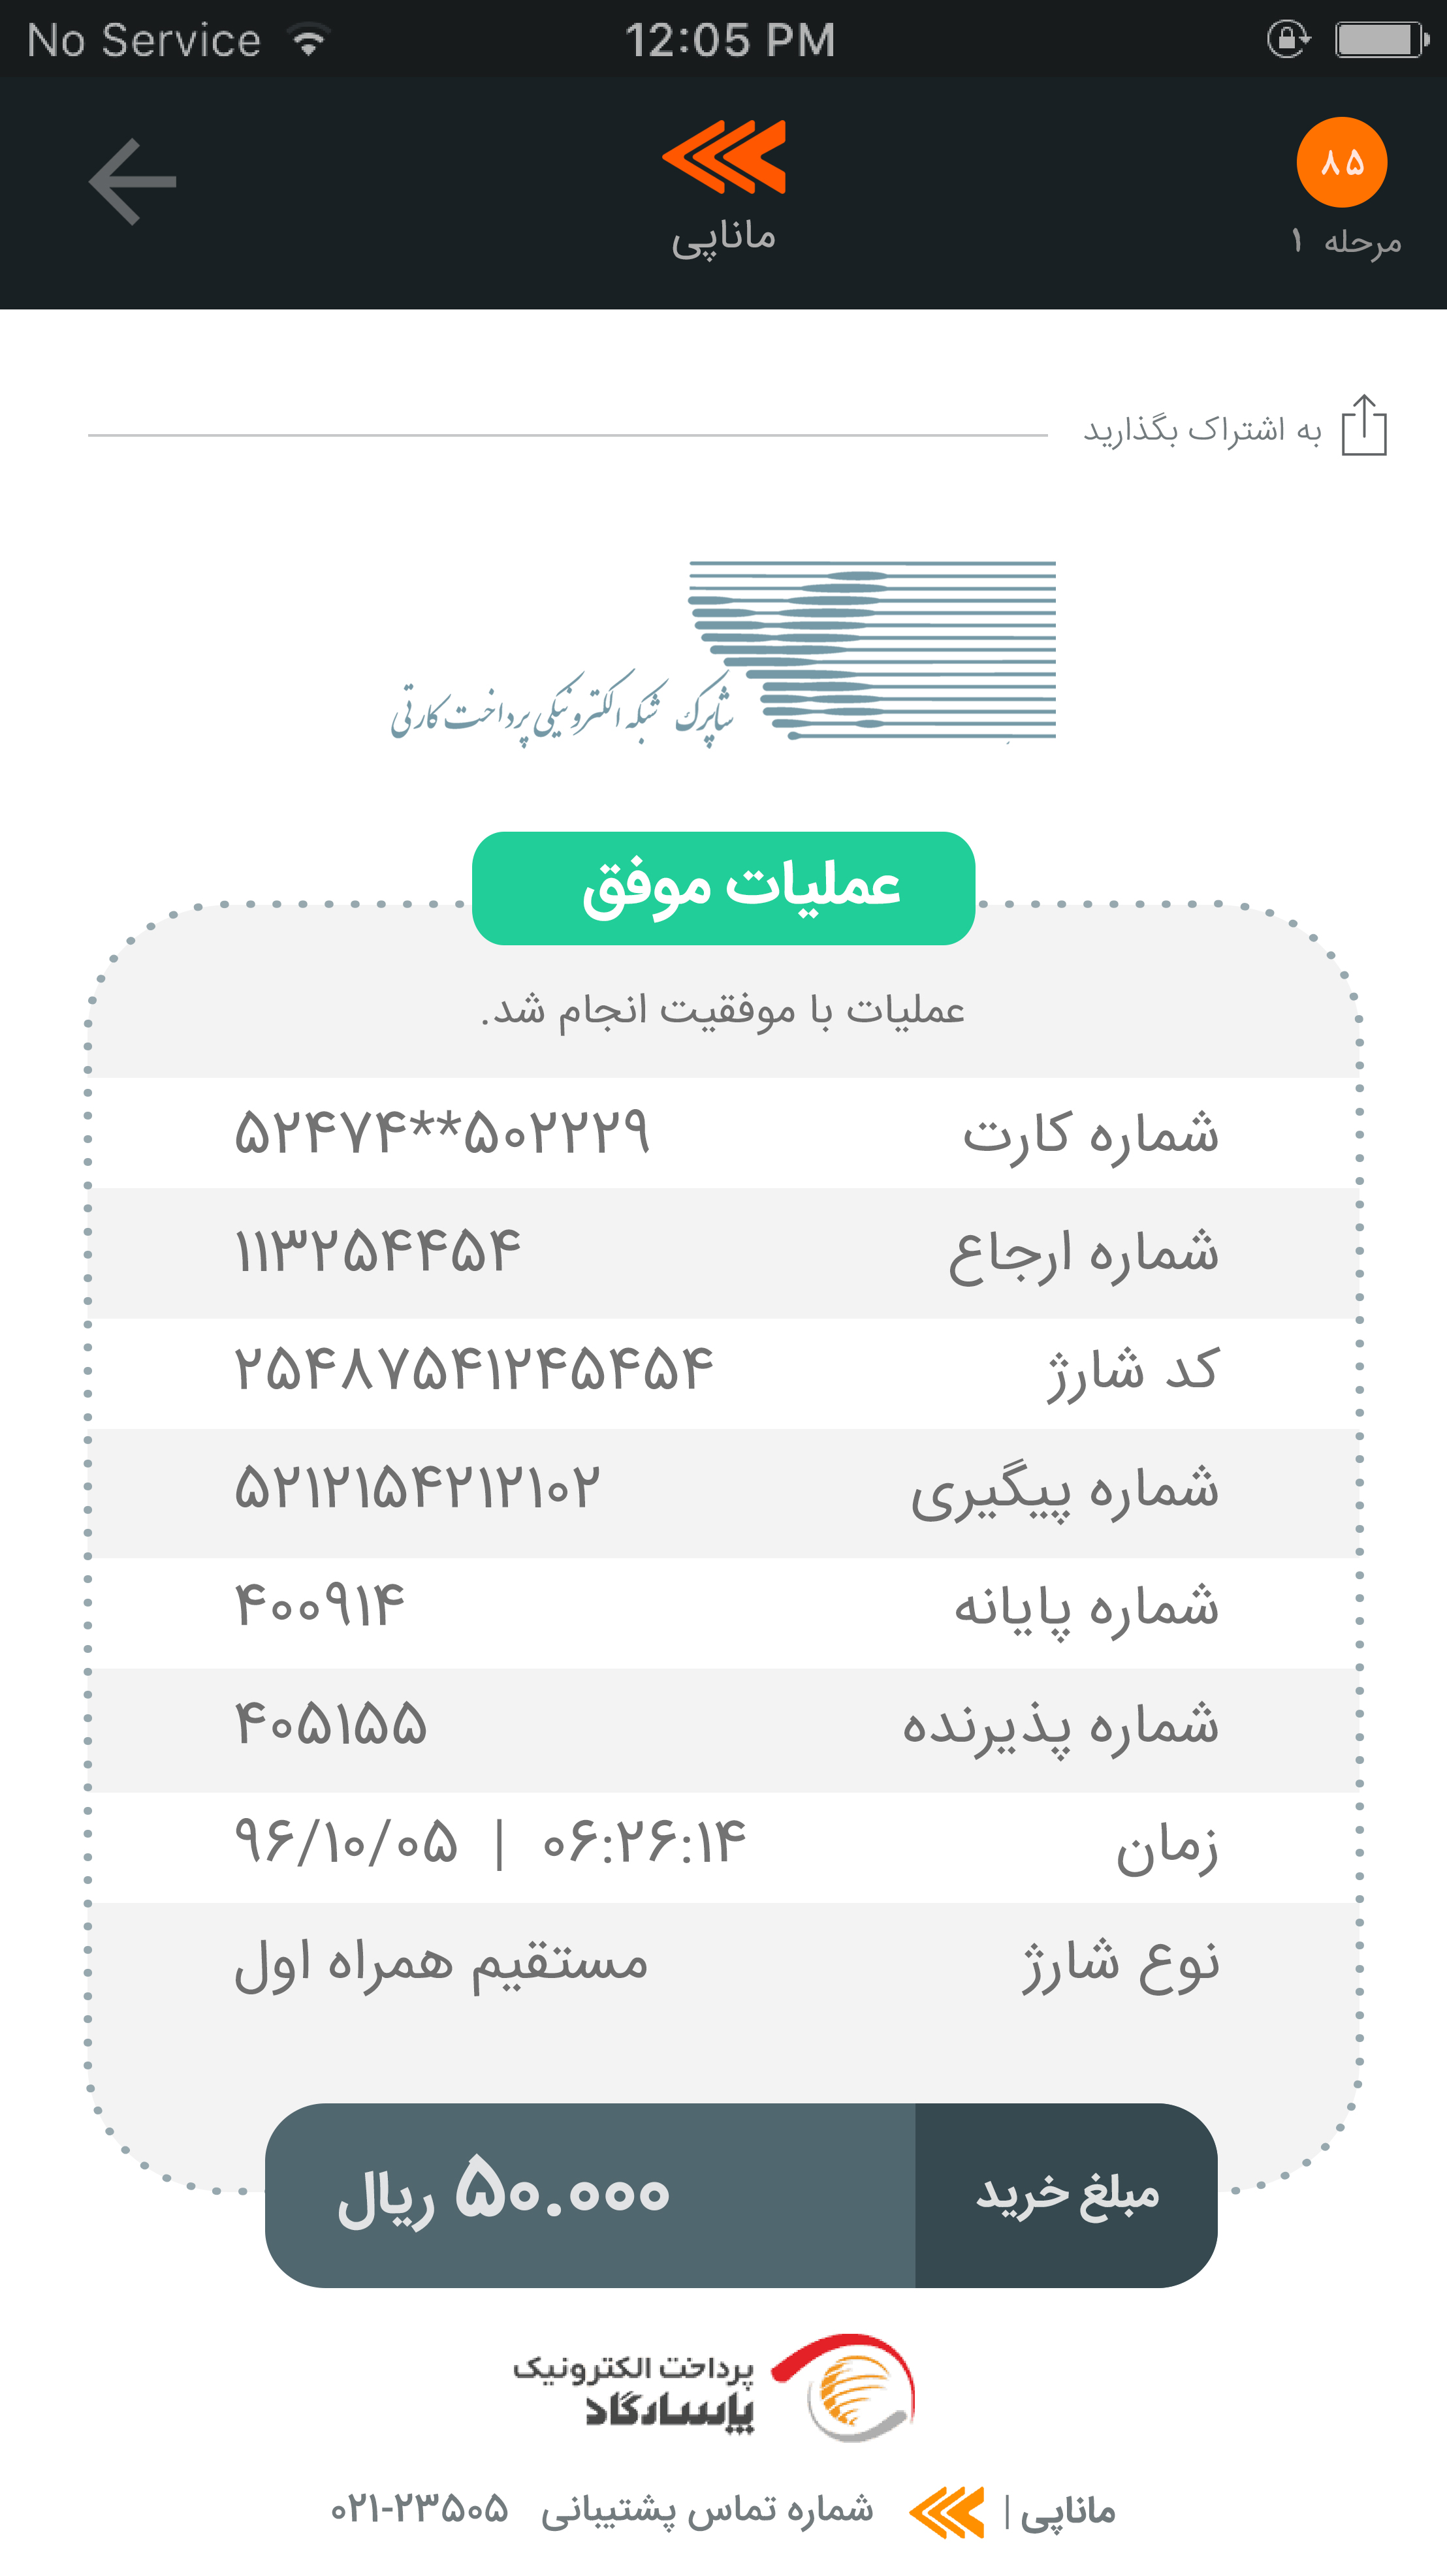 No Service 12:05 PM
۸۵
مرحله ۱
ماناپی
به اشتراک بگذارید
شاپرک شبکه الکترونیکی پرداخت کارتی
عملیات موفق
عملیات با موفقیت انجام شد.
شماره کارت ۵۲۴۷۴**۵۰۲۲۲۹
شماره ارجاع ۱۱۳۲۵۴۴۵۴
کد شارژ ۲۵۴۸۷۵۴۱۲۴۵۴۵۴
شماره پیگیری ۵۲۱۲۱۵۴۲۱۲۱۰۲
شماره پایانه ۴۰۰۹۱۴
شماره پذیرنده ۴۰۵۱۵۵
زمان ۹۶/۱۰/۰۵ | ۰۶:۲۶:۱۴
نوع شارژ مستقیم همراه اول
مبلغ خرید ۵۰.۰۰۰ ریال
پرداخت الکترونیک
پاسارگاد
ماناپی | شماره تماس پشتیبانی ۰۲۱-۲۳۵۰۵